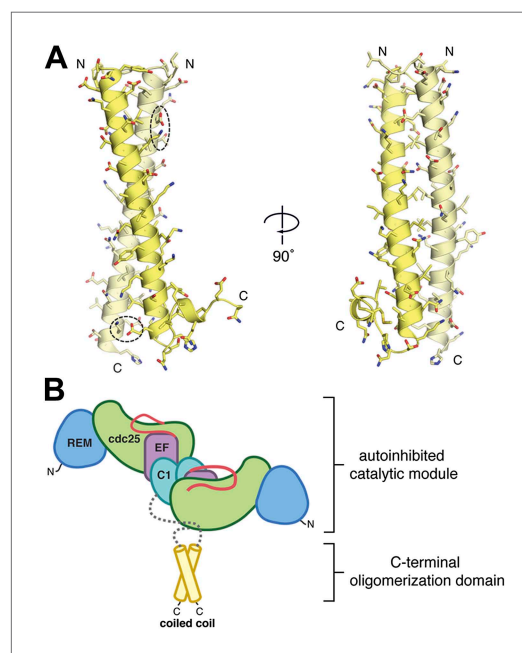 A
N N
N N
90°
C
C
C
C
B
REM
cdc25
EF
C1
N
N
autoinhibited
catalytic module
C-terminal
oligomerization domain
C C
coiled coil